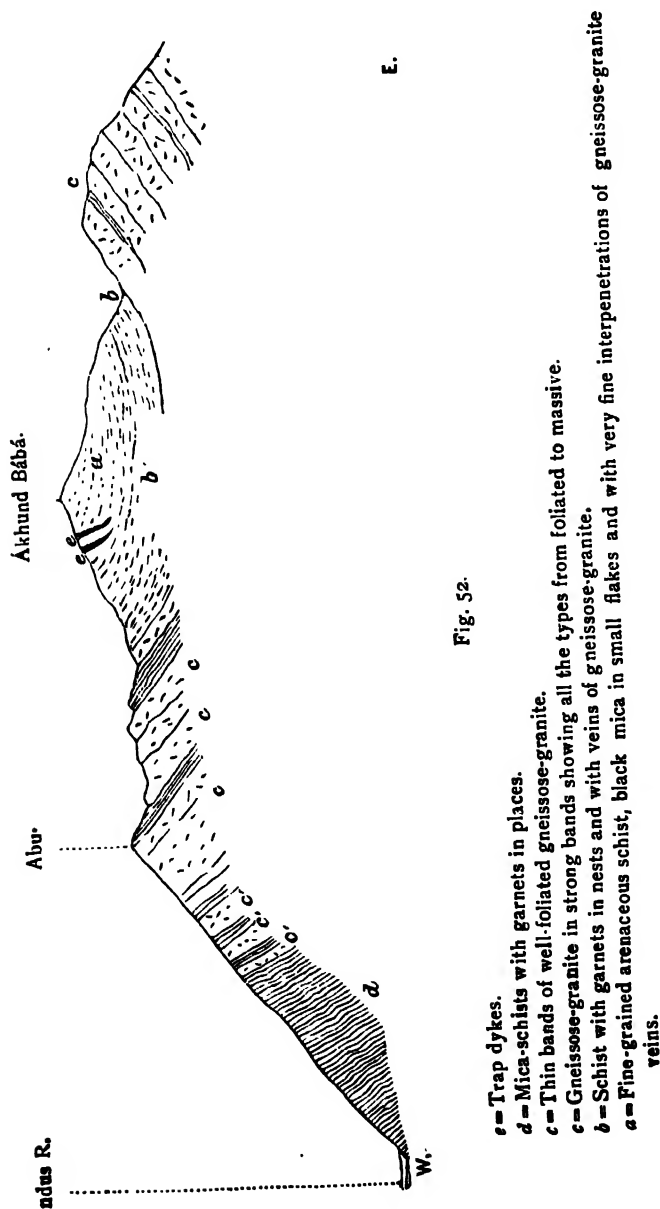 Ákhund Bábá.
Abu.
ndus R.
c
b
e
e
a
b
c
c
c
c
c'
c'
d
W.
E.
Fig. 52.
e=Trap dykes.
d=Mica-schists with garnets in places.
c=Thin bands of well-foliated gneissose-granite.
c=Gneissose-granite in strong bands showing all the types from foliated to massive.
b=Schist with garnets in nests and with veins of gneissose-granite.
a=Fine-grained arenaceous schist, black mica in small flakes and with very fine interpenetrations of gneissose-granite
veins.